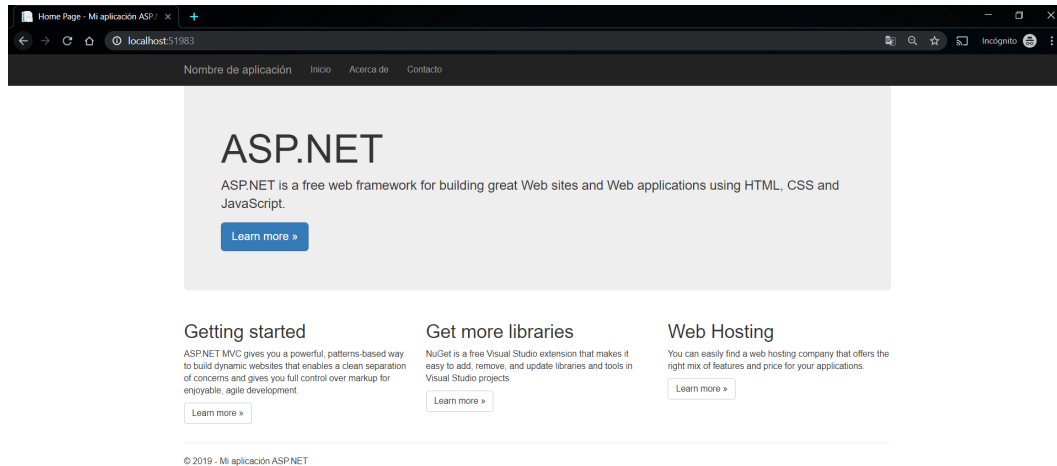 Home Page - Mi aplicación ASP.N
localhost:51983
Incógnito
Nombre de aplicación Inicio Acerca de Contacto
ASP.NET
ASP.NET is a free web framework for building great Web sites and Web applications using HTML, CSS and
JavaScript.
Learn more »
Getting started
ASP.NET MVC gives you a powerful, patterns-based way
to build dynamic websites that enables a clean separation
of concerns and gives you full control over markup for
enjoyable, agile development.
Learn more »
Get more libraries
NuGet is a free Visual Studio extension that makes it
easy to add, remove, and update libraries and tools in
Visual Studio projects.
Learn more »
Web Hosting
You can easily find a web hosting company that offers the
right mix of features and price for your applications.
Learn more »
© 2019 - Mi aplicación ASP.NET